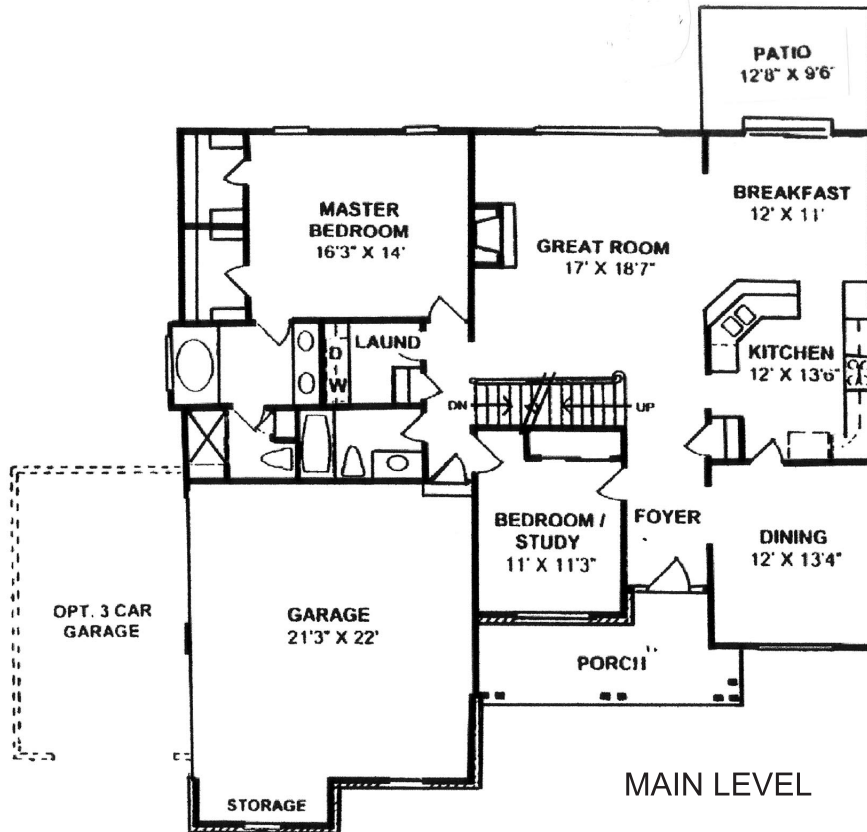 PATIO
12'8" X 9'6"
BREAKFAST
12' X 11'
MASTER
BEDROOM
16'3" X 14'
GREAT ROOM
17' X 18'7"
LAUND
D
W
KITCHEN
12' X 13'6"
DN
UP
BEDROOM /
STUDY
11' X 11'3"
FOYER
DINING
12' X 13'4"
OPT. 3 CAR
GARAGE
GARAGE
21'3" X 22'
PORCH
STORAGE
MAIN LEVEL